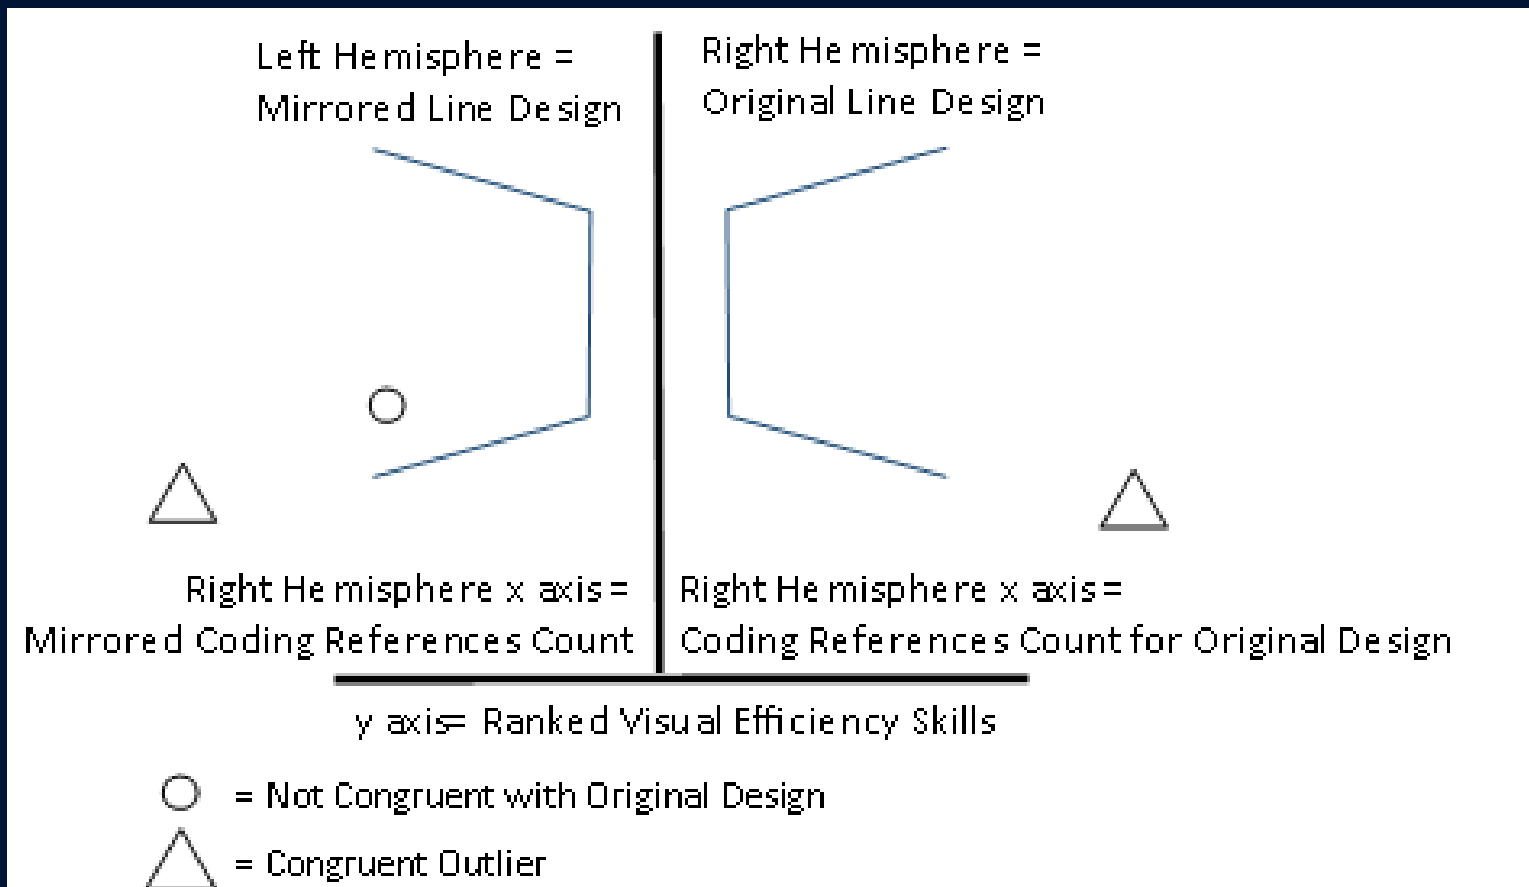 Left Hemisphere =
Mirrored Line Design
Right Hemisphere =
Original Line Design
Right Hemisphere x axis =
Mirrored Coding References Count
Right Hemisphere x axis =
Coding References Count for Original Design
y axis= Ranked Visual Efficiency Skills
= Not Congruent with Original Design
= Congruent Outlier